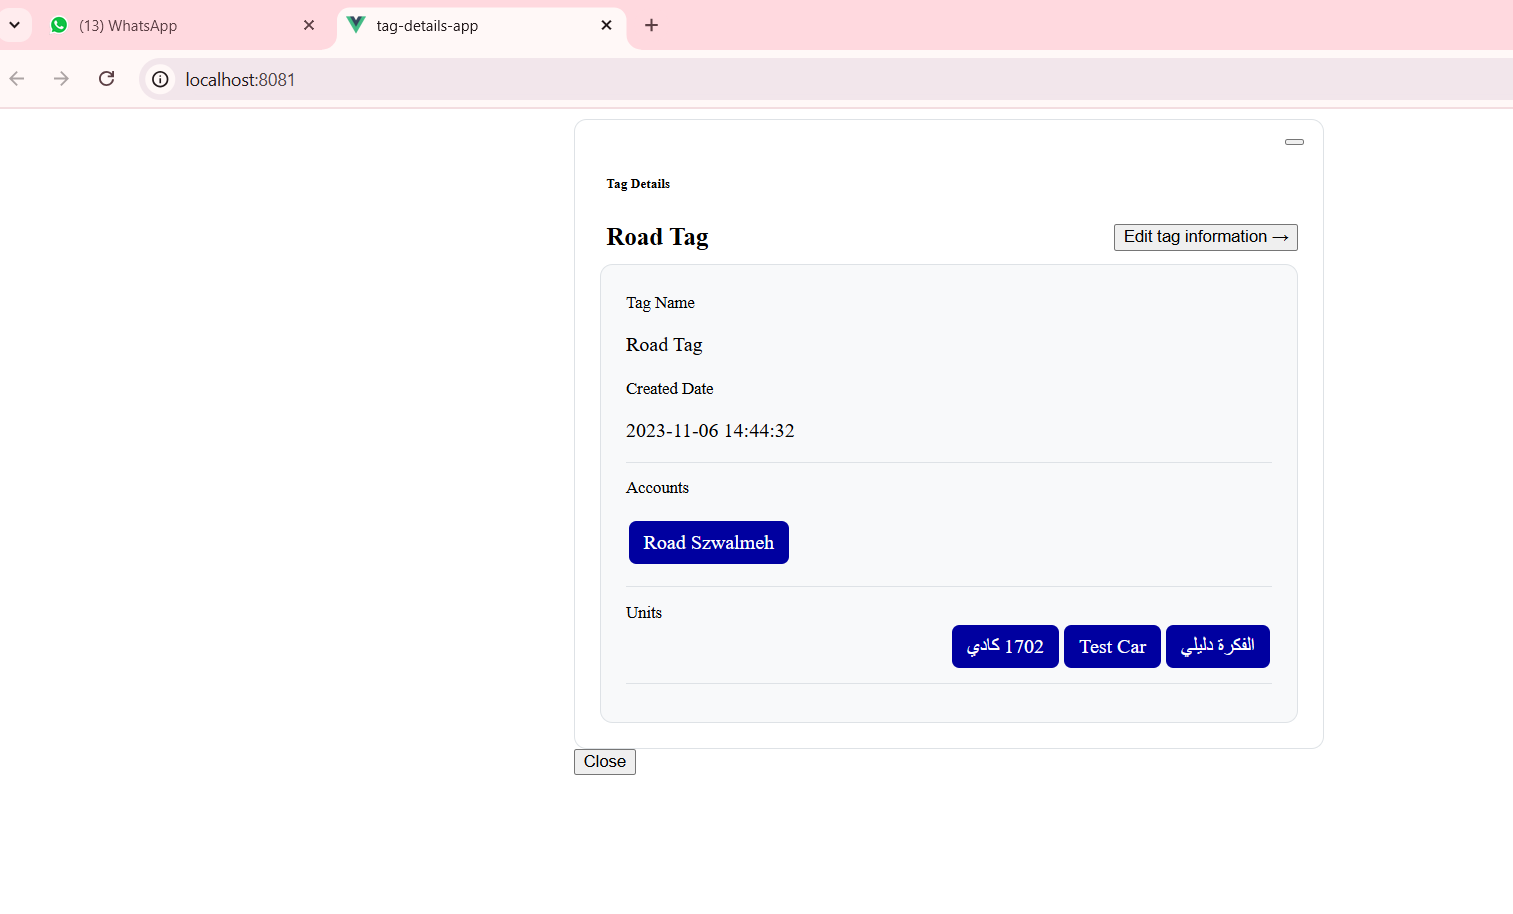 (13) WhatsApp
tag-details-app
localhost:8081
Tag Details
Road Tag
Edit tag information →
Tag Name
Road Tag
Created Date
2023-11-06 14:44:32
Accounts
Road Szwalmeh
Units
1702 كادي
Test Car
الفكرة دليلي
Close